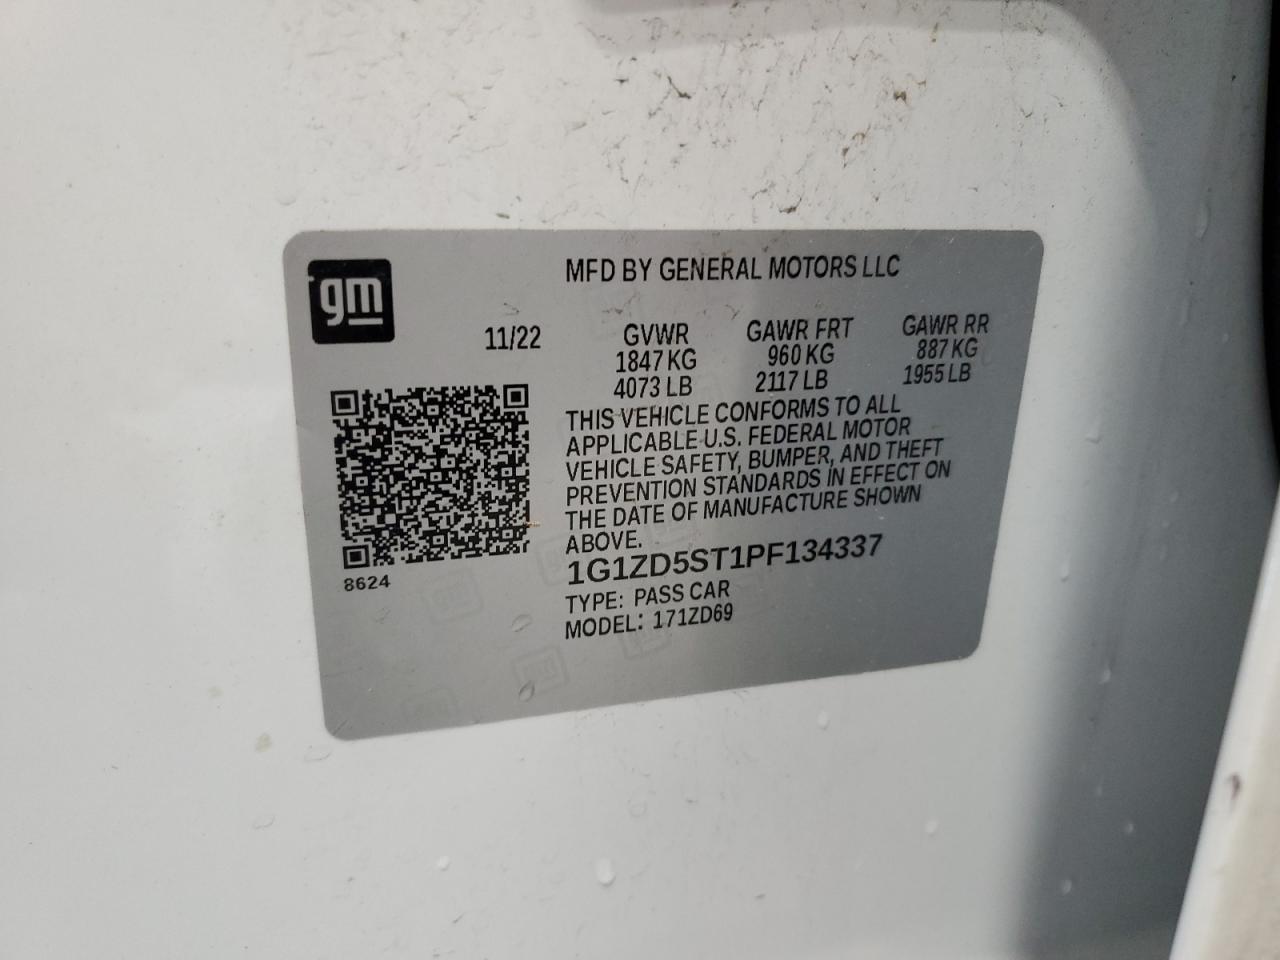 gm
MFD BY GENERAL MOTORS LLC
11/22 GVWR GAWR FRT GAWR RR
1847 KG 960 KG 887 KG
4073 LB 2117 LB 1955 LB
THIS VEHICLE CONFORMS TO ALL
APPLICABLE U.S. FEDERAL MOTOR
VEHICLE SAFETY, BUMPER, AND THEFT
PREVENTION STANDARDS IN EFFECT ON
THE DATE OF MANUFACTURE SHOWN
ABOVE.
8624
1G1ZD5ST1PF134337
TYPE: PASS CAR
MODEL: 171ZD69